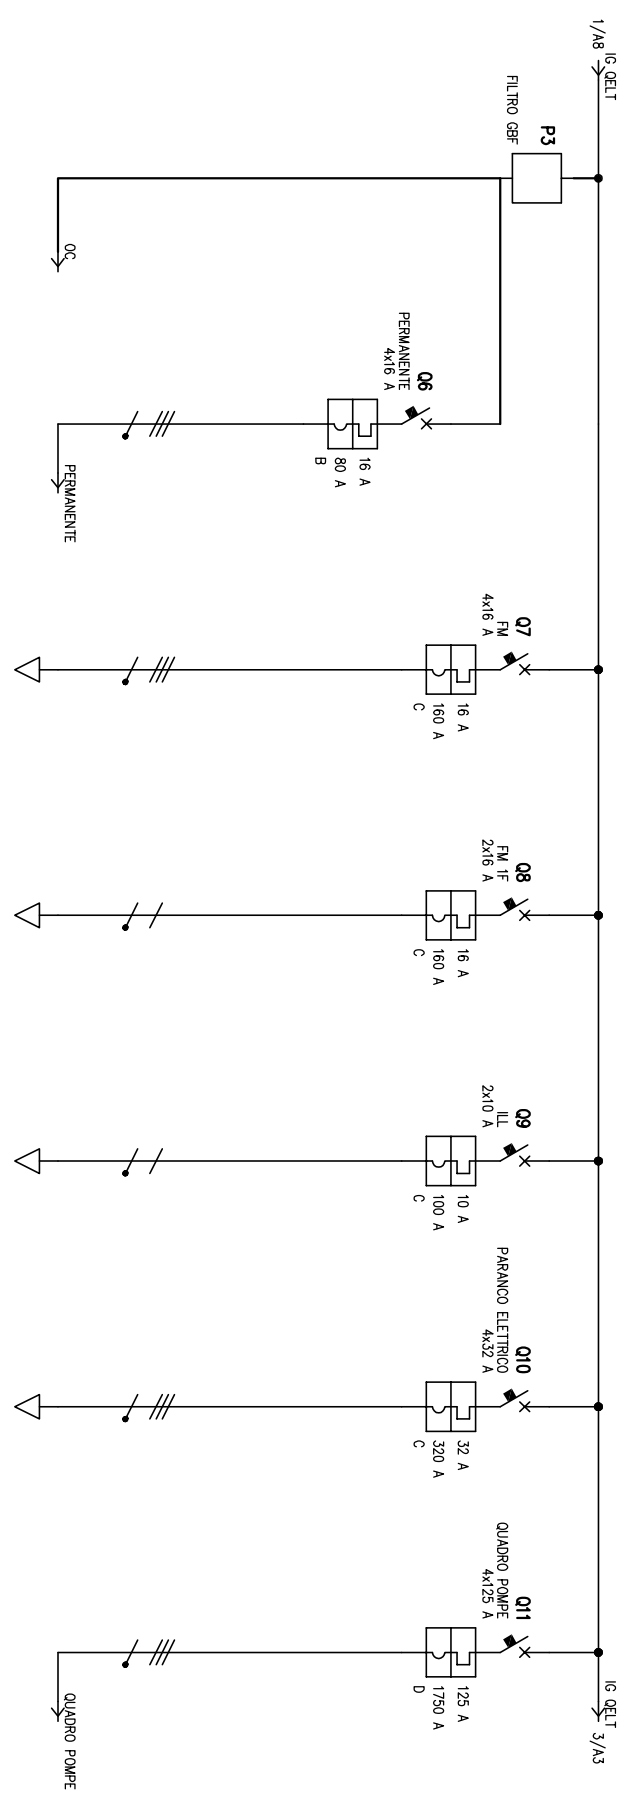 1/A8
IG QELT
P3
FILTRO GBF
OC
Q6
PERMANENTE
4x16 A
16 A
80 A
B
PERMANENTE
Q7
FM
4x16 A
16 A
160 A
C
Q8
FM 1F
2x16 A
16 A
160 A
C
Q9
ILL
2x10 A
10 A
100 A
C
Q10
PARANCO ELETTRICO
4x32 A
32 A
320 A
C
Q11
QUADRO POMPE
4x125 A
125 A
1750 A
D
QUADRO POMPE
IG QELT
3/A3